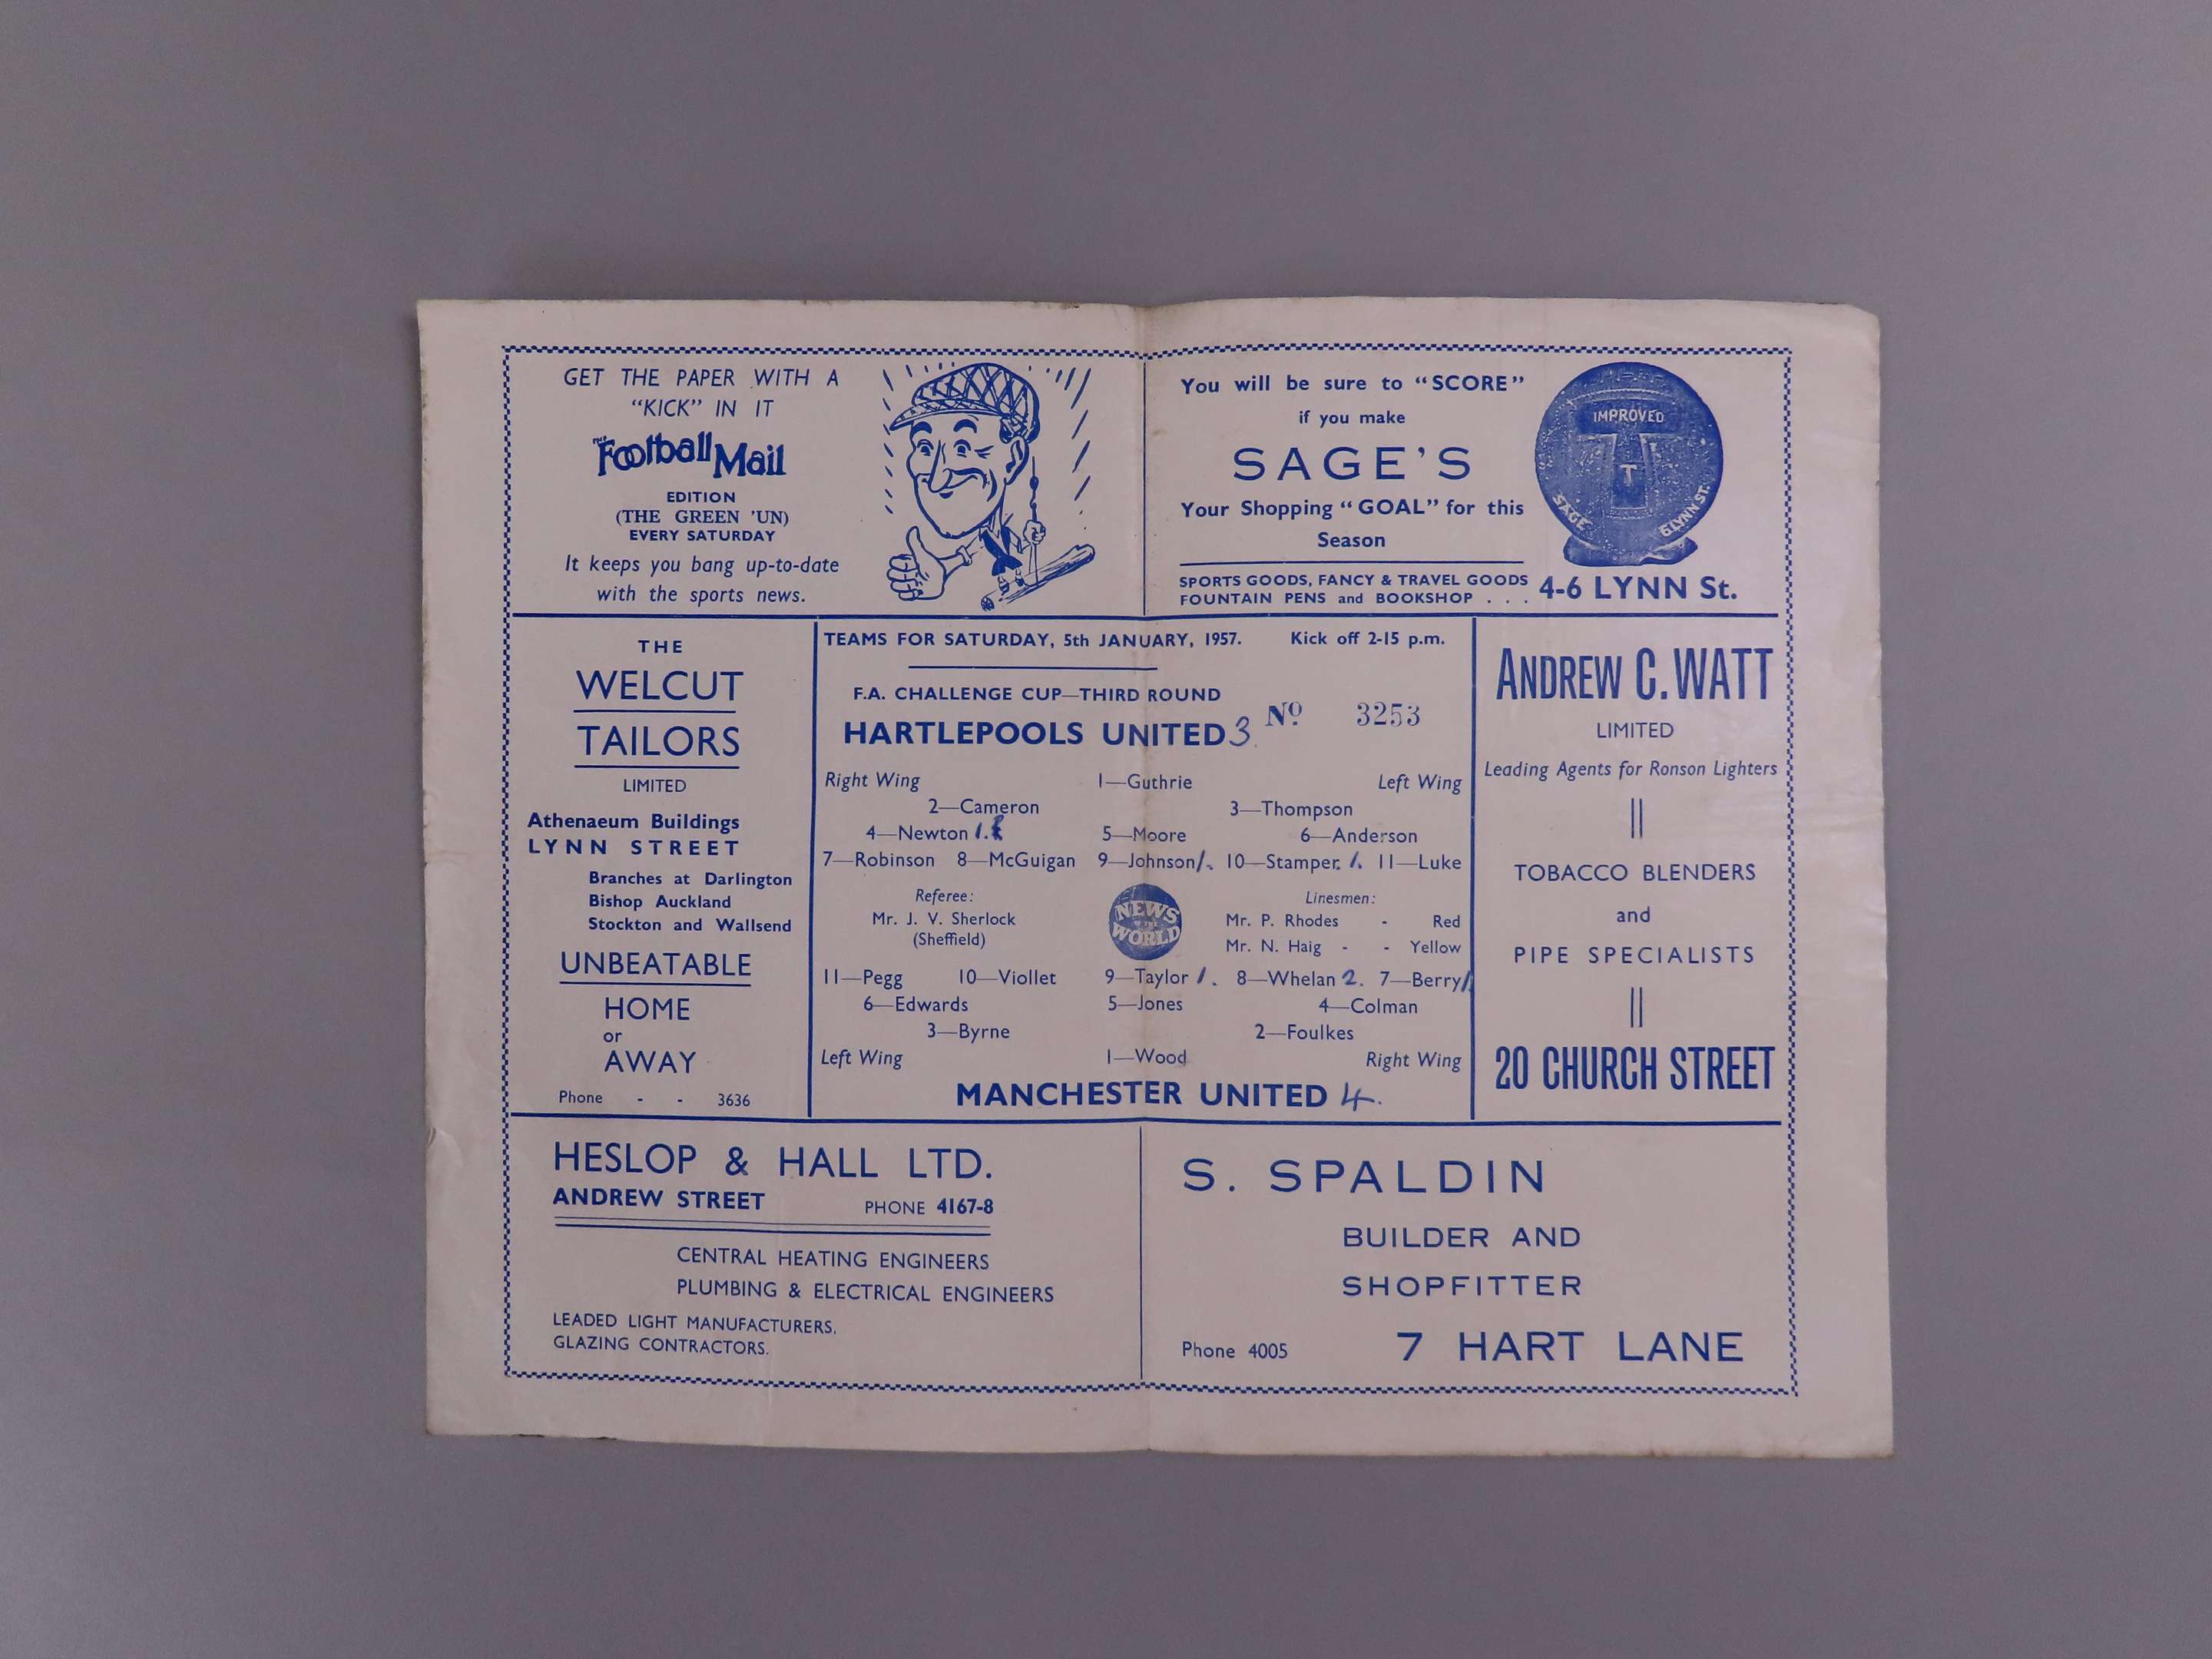 GET THE PAPER WITH A
"KICK" IN IT
THE Football Mail
EDITION
(THE GREEN 'UN)
EVERY SATURDAY
It keeps you bang up-to-date
with the sports news.
You will be sure to "SCORE"
if you make
SAGE'S
Your Shopping "GOAL" for this
Season
SPORTS GOODS, FANCY & TRAVEL GOODS
FOUNTAIN PENS and BOOKSHOP . . .
4-6 LYNN St.
IMPROVED
T
SAGE
6 LYNN ST.
THE
WELCUT
TAILORS
LIMITED
Athenaeum Buildings
LYNN STREET
Branches at Darlington
Bishop Auckland
Stockton and Wallsend
UNBEATABLE
HOME
or
AWAY
Phone - - 3636
TEAMS FOR SATURDAY, 5th JANUARY, 1957. Kick off 2-15 p.m.
F.A. CHALLENGE CUP—THIRD ROUND
HARTLEPOOLS UNITED 3.
No 3253
Right Wing 1—Guthrie Left Wing
2—Cameron 3—Thompson
4—Newton 1. 5—Moore 6—Anderson
7—Robinson 8—McGuigan 9—Johnson 1. 10—Stamper. 1. 11—Luke
Referee: Linesmen:
Mr. J. V. Sherlock Mr. P. Rhodes - Red
(Sheffield) Mr. N. Haig - - Yellow
NEWS
OF THE
WORLD
11—Pegg 10—Viollet 9—Taylor 1. 8—Whelan 2. 7—Berry 1
6—Edwards 5—Jones 4—Colman
3—Byrne 2—Foulkes
Left Wing 1—Wood Right Wing
MANCHESTER UNITED 4.
ANDREW C. WATT
LIMITED
Leading Agents for Ronson Lighters
TOBACCO BLENDERS
and
PIPE SPECIALISTS
20 CHURCH STREET
HESLOP & HALL LTD.
ANDREW STREET PHONE 4167-8
CENTRAL HEATING ENGINEERS
PLUMBING & ELECTRICAL ENGINEERS
LEADED LIGHT MANUFACTURERS,
GLAZING CONTRACTORS.
S. SPALDIN
BUILDER AND
SHOPFITTER
Phone 4005 7 HART LANE